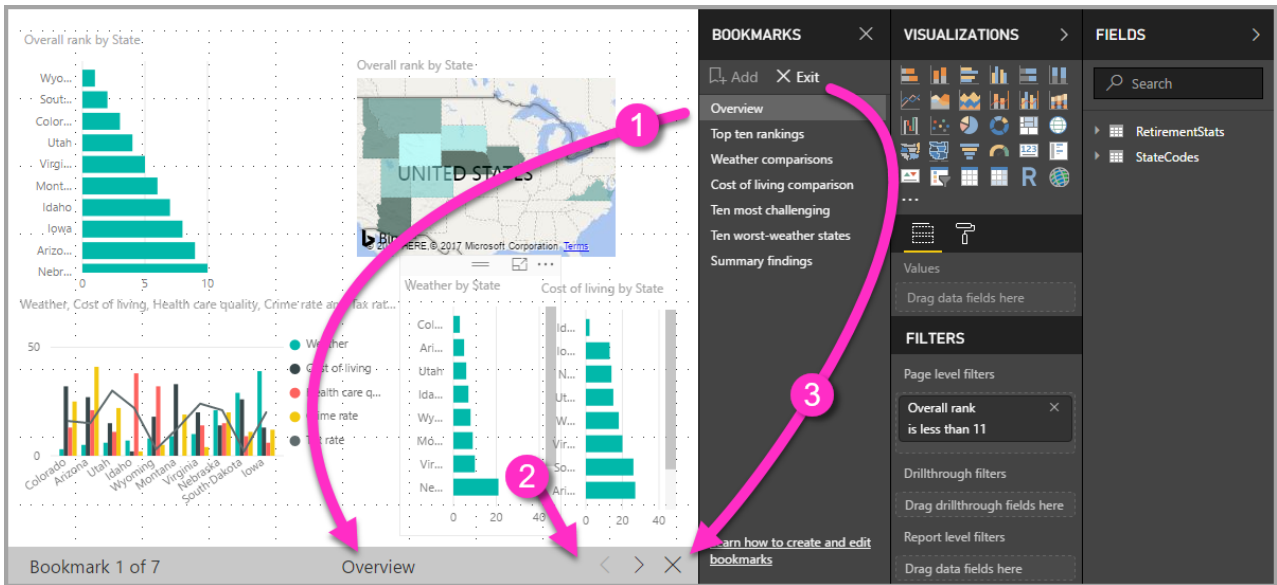 Overall rank by State
Wyo...
Sout...
Color...
Utah
Virgi...
Mont...
Idaho
Iowa
Arizo...
Nebr...
0 5 10
Overall rank by State
UNITED STATES
Bing
HERE, © 2017 Microsoft Corporation Terms
1
Weather, Cost of living, Health care quality, Crime rate and Tax rat...
50
0
Colorado
Arizona
Utah
Idaho
Wyoming
Montana
Virginia
Nebraska
South Dakota
Iowa
Weather
Cost of living
Health care q...
Crime rate
Tax rate
Weather by State
Col...
Ari...
Utah
Ida...
Wy...
Mo...
Vir...
Ne...
0 20 40
Cost of living by State
Id...
Io...
N...
Ut...
W...
Vir...
So...
Ari...
0 20 40
2
3
Bookmark 1 of 7
Overview
BOOKMARKS
Add
Exit
Overview
Top ten rankings
Weather comparisons
Cost of living comparison
Ten most challenging
Ten worst-weather states
Summary findings
Learn how to create and edit
bookmarks
VISUALIZATIONS
123
R
Values
Drag data fields here
FILTERS
Page level filters
Overall rank
is less than 11
Drillthrough filters
Drag drillthrough fields here
Report level filters
Drag data fields here
FIELDS
Search
RetirementStats
StateCodes